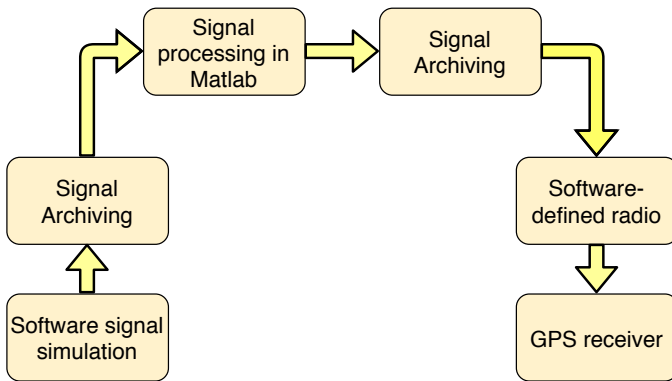 Signal
processing in
Matlab
Signal
Archiving
Signal
Archiving
Software-
defined radio
Software signal
simulation
GPS receiver